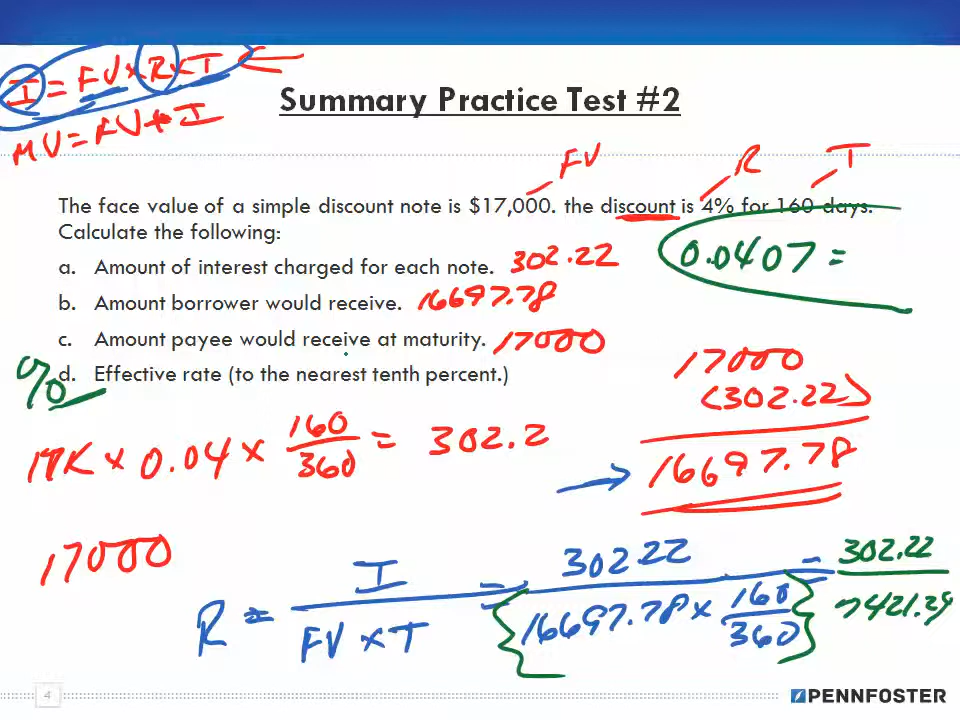 I = FV × R × T
MV = FV + I
Summary Practice Test #2
FV R T
The face value of a simple discount note is $17,000. the discount is 4% for 160 days.
Calculate the following:
0.0407 =
a. Amount of interest charged for each note. 302.22
b. Amount borrower would receive. 16697.78
c. Amount payee would receive at maturity. 17000
% d. Effective rate (to the nearest tenth percent.)
17000
(302.22)
16697.78
17K × 0.04 × 160/360 = 302.2
17000
R = I / FV × T = 302 22 / {16697.78 × 160/360} = 302.22 / 7421.24
4
PENNFOSTER